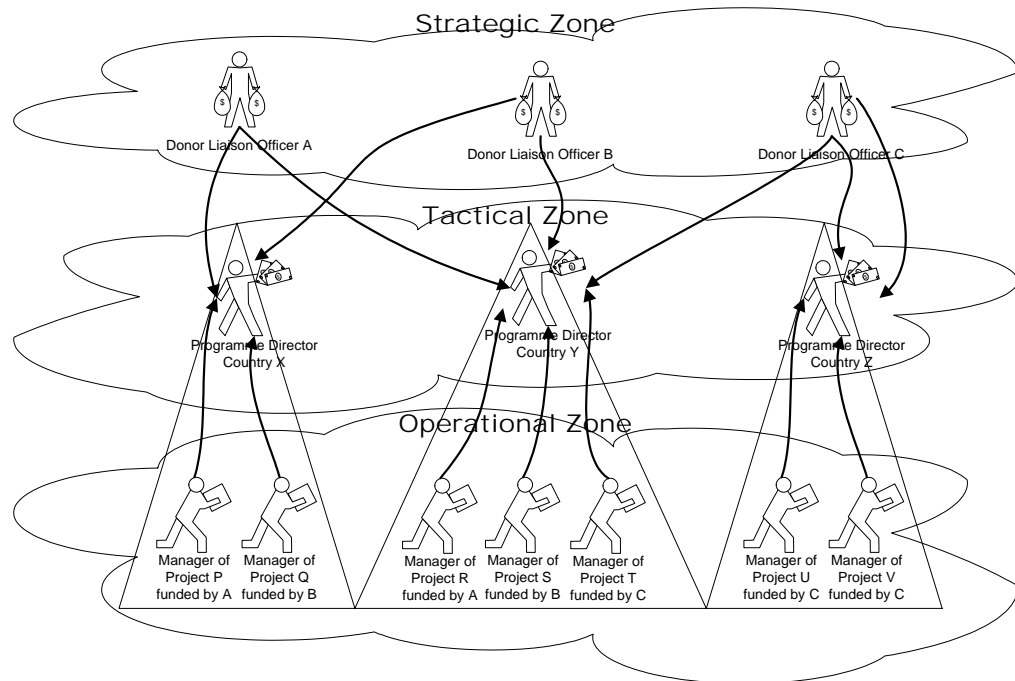 Strategic Zone
$ $
$ $
$ $
Donor Liaison Officer A
Donor Liaison Officer B
Donor Liaison Officer C
Tactical Zone
Programme Director
Country X
Programme Director
Country Y
Programme Director
Country Z
Operational Zone
Manager of
Project P
funded by A
Manager of
Project Q
funded by B
Manager of
Project R
funded by A
Manager of
Project S
funded by B
Manager of
Project T
funded by C
Manager of
Project U
funded by C
Manager of
Project V
funded by C